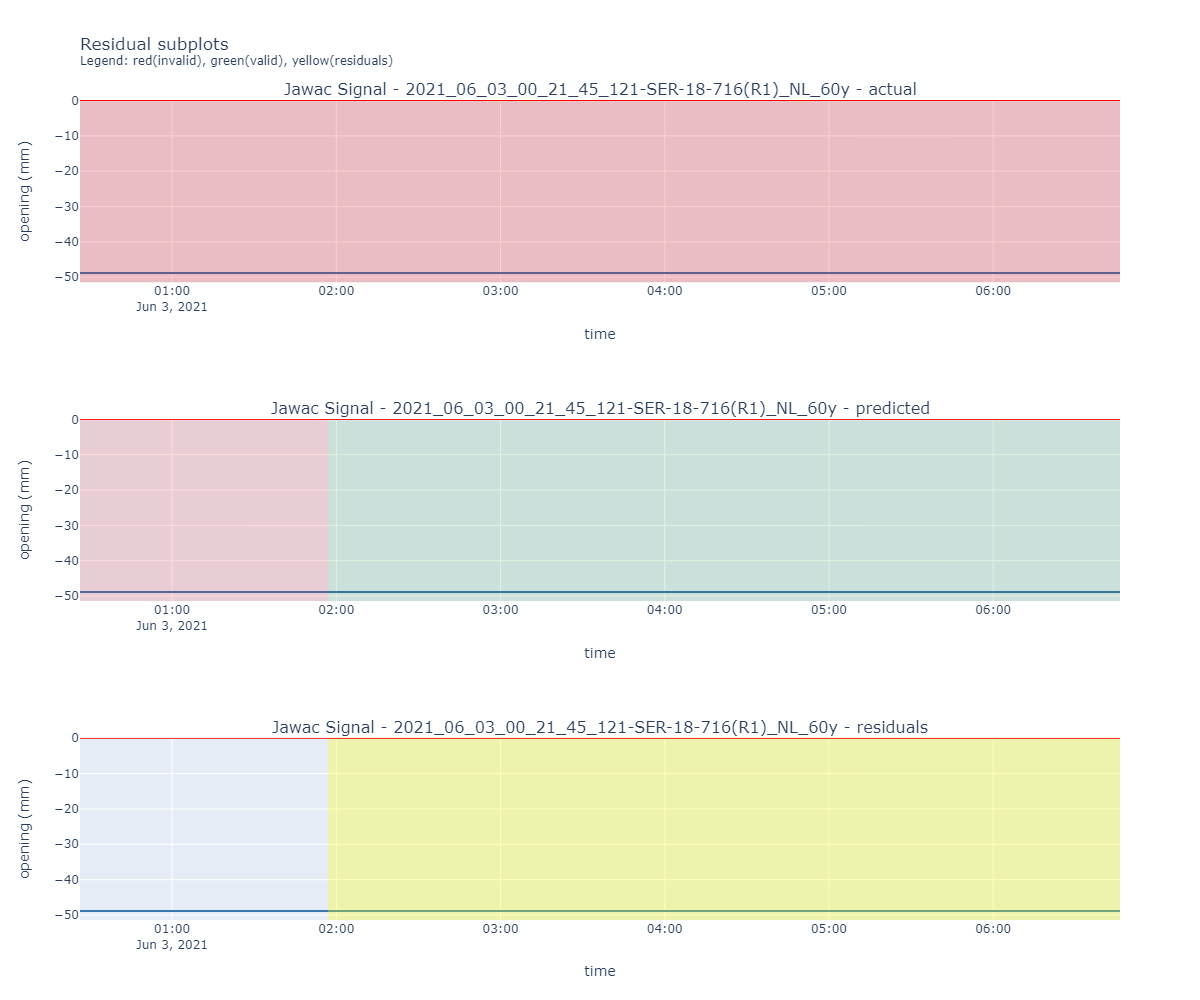 Residual subplots
Legend: red(invalid), green(valid), yellow(residuals)
Jawac Signal - 2021_06_03_00_21_45_121-SER-18-716(R1)_NL_60y - actual
0
−10
−20
−30
−40
−50
opening (mm)
01:00 02:00 03:00 04:00 05:00 06:00
Jun 3, 2021
time
Jawac Signal - 2021_06_03_00_21_45_121-SER-18-716(R1)_NL_60y - predicted
0
−10
−20
−30
−40
−50
opening (mm)
01:00 02:00 03:00 04:00 05:00 06:00
Jun 3, 2021
time
Jawac Signal - 2021_06_03_00_21_45_121-SER-18-716(R1)_NL_60y - residuals
0
−10
−20
−30
−40
−50
opening (mm)
01:00 02:00 03:00 04:00 05:00 06:00
Jun 3, 2021
time